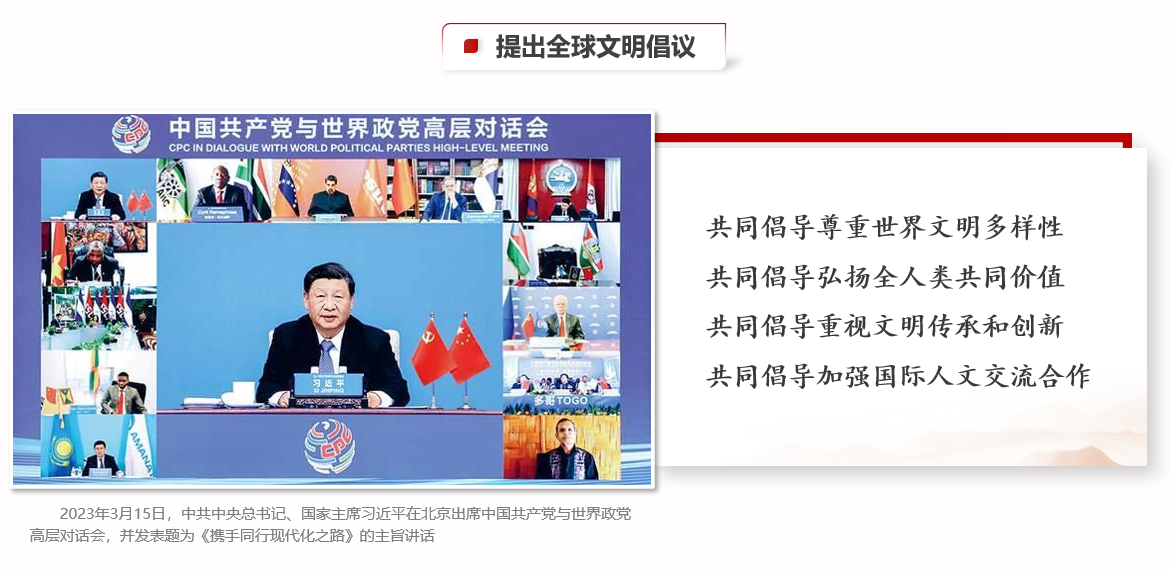 提出全球文明倡议
中国共产党与世界政党高层对话会
CPC IN DIALOGUE WITH WORLD POLITICAL PARTIES HIGH-LEVEL MEETING
CPC
Cyril Ramaphosa
习近平
XI JINPING
多哥TOGO
AMANAT
CPC
共同倡导尊重世界文明多样性
共同倡导弘扬全人类共同价值
共同倡导重视文明传承和创新
共同倡导加强国际人文交流合作
2023年3月15日，中共中央总书记、国家主席习近平在北京出席中国共产党与世界政党
高层对话会，并发表题为《携手同行现代化之路》的主旨讲话